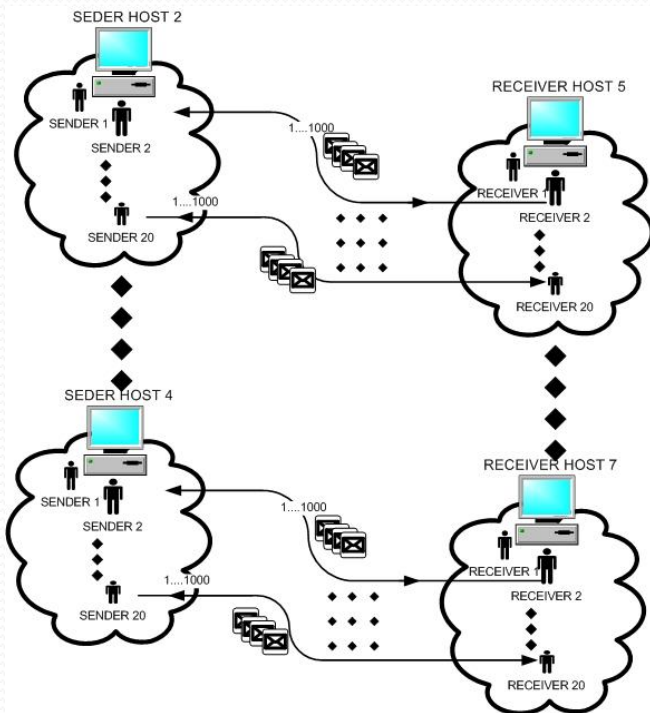 SEDER HOST 2
SENDER 1
SENDER 2
SENDER 20
1....1000
1....1000
RECEIVER HOST 5
RECEIVER 1
RECEIVER 2
RECEIVER 20
SEDER HOST 4
SENDER 1
SENDER 2
SENDER 20
1....1000
1....1000
RECEIVER HOST 7
RECEIVER 1
RECEIVER 2
RECEIVER 20